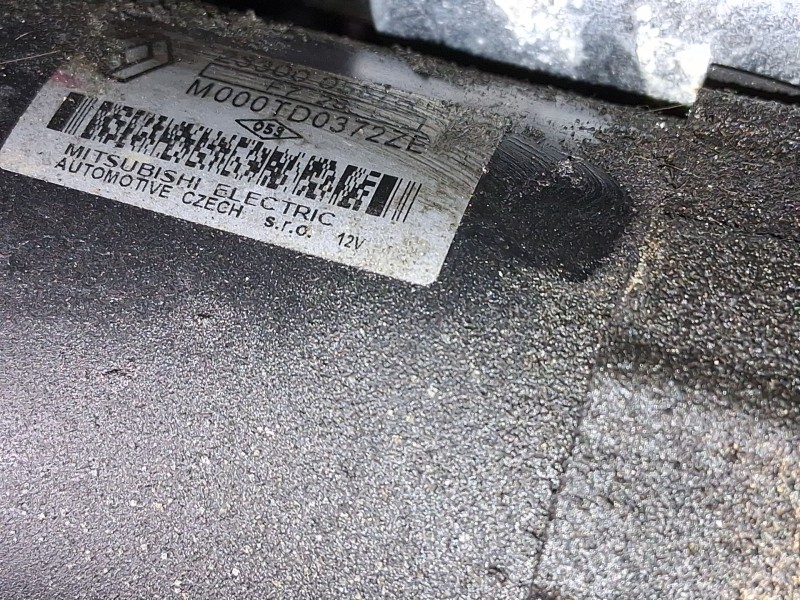 M000TD0372ZE
053
MITSUBISHI ELECTRIC
AUTOMOTIVE CZECH s.r.o. 12V